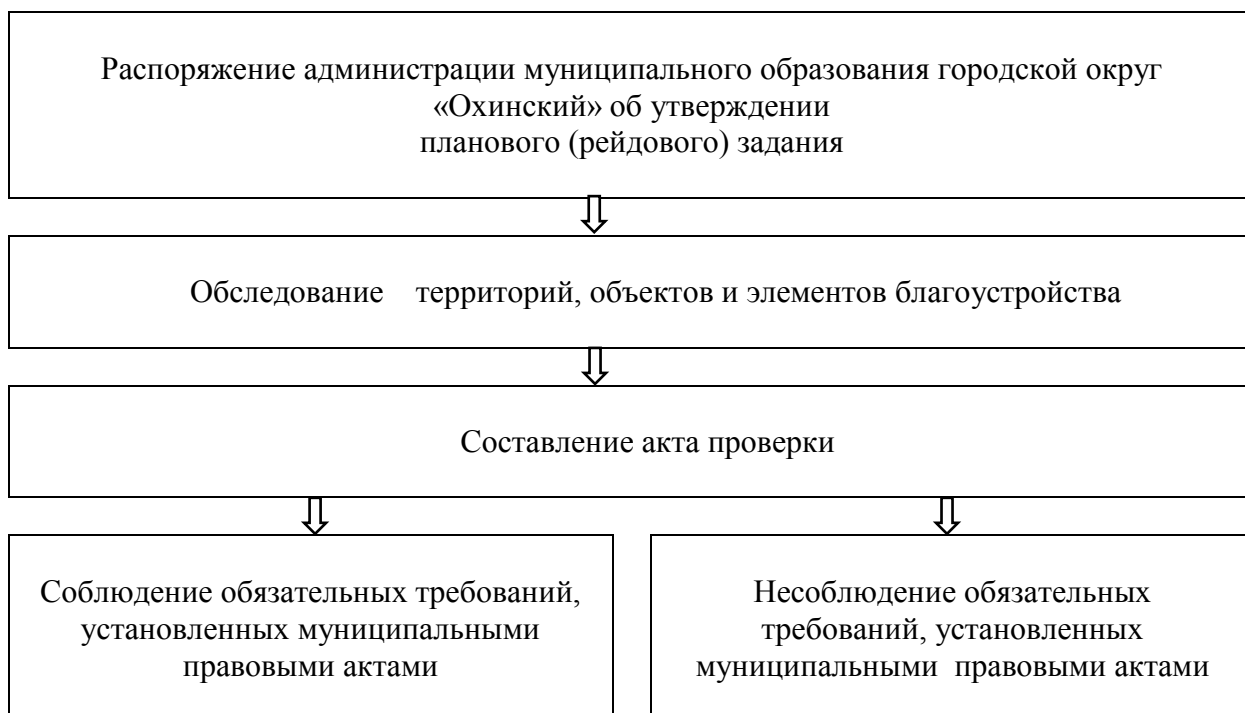 Распоряжение администрации муниципального образования городской округ
«Охинский» об утверждении
планового (рейдового) задания
Обследование территорий, объектов и элементов благоустройства
Составление акта проверки
Соблюдение обязательных требований,
установленных муниципальными
правовыми актами
Несоблюдение обязательных
требований, установленных
муниципальными правовыми актами